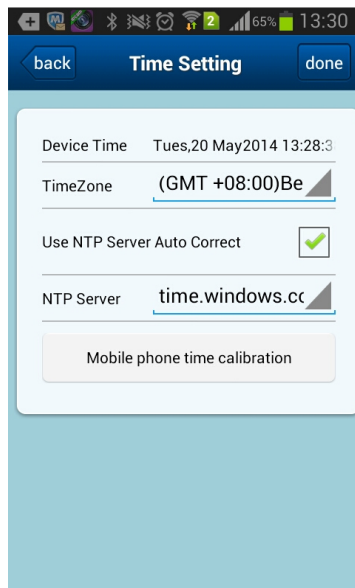 2 65% 13:30
back Time Setting done
Device Time Tues,20 May2014 13:28:3
TimeZone (GMT +08:00)Be
Use NTP Server Auto Correct
NTP Server time.windows.cc
Mobile phone time calibration